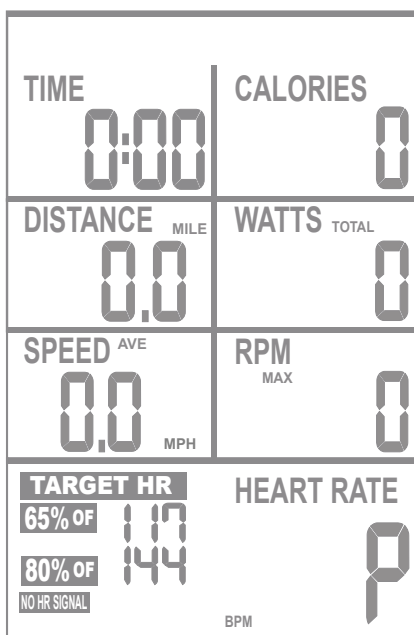 TIME
0:00
CALORIES
0
DISTANCE MILE
0.0
WATTS TOTAL
0
SPEED AVE
0.0 MPH
RPM
MAX
0
TARGET HR
65% OF 117
80% OF 144
NO HR SIGNAL
HEART RATE
P
BPM